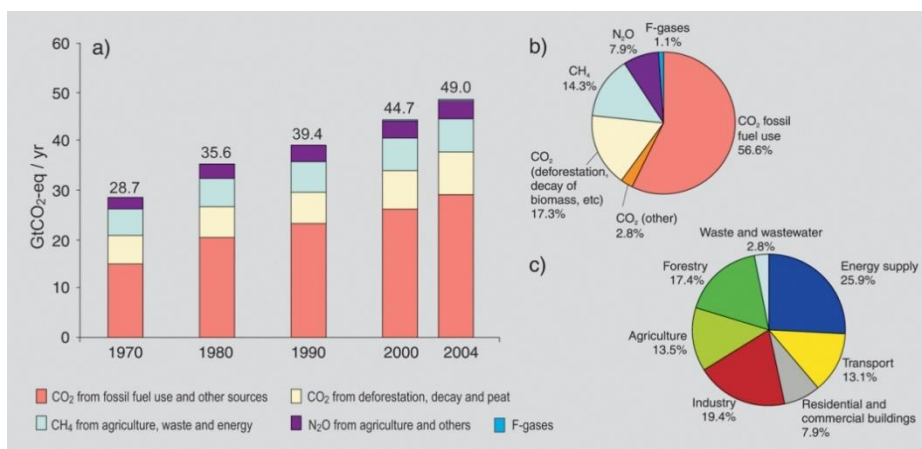 a)
60
50
40
30
20
10
0
GtCO₂-eq / yr
28.7
35.6
39.4
44.7
49.0
1970
1980
1990
2000
2004
CO₂ from fossil fuel use and other sources
CO₂ from deforestation, decay and peat
CH₄ from agriculture, waste and energy
N₂O from agriculture and others
F-gases
b)
F-gases
1.1%
N₂O
7.9%
CH₄
14.3%
CO₂ fossil
fuel use
56.6%
CO₂
(deforestation,
decay of
biomass, etc)
17.3%
CO₂ (other)
2.8%
c)
Waste and wastewater
2.8%
Forestry
17.4%
Energy supply
25.9%
Agriculture
13.5%
Transport
13.1%
Industry
19.4%
Residential and
commercial buildings
7.9%